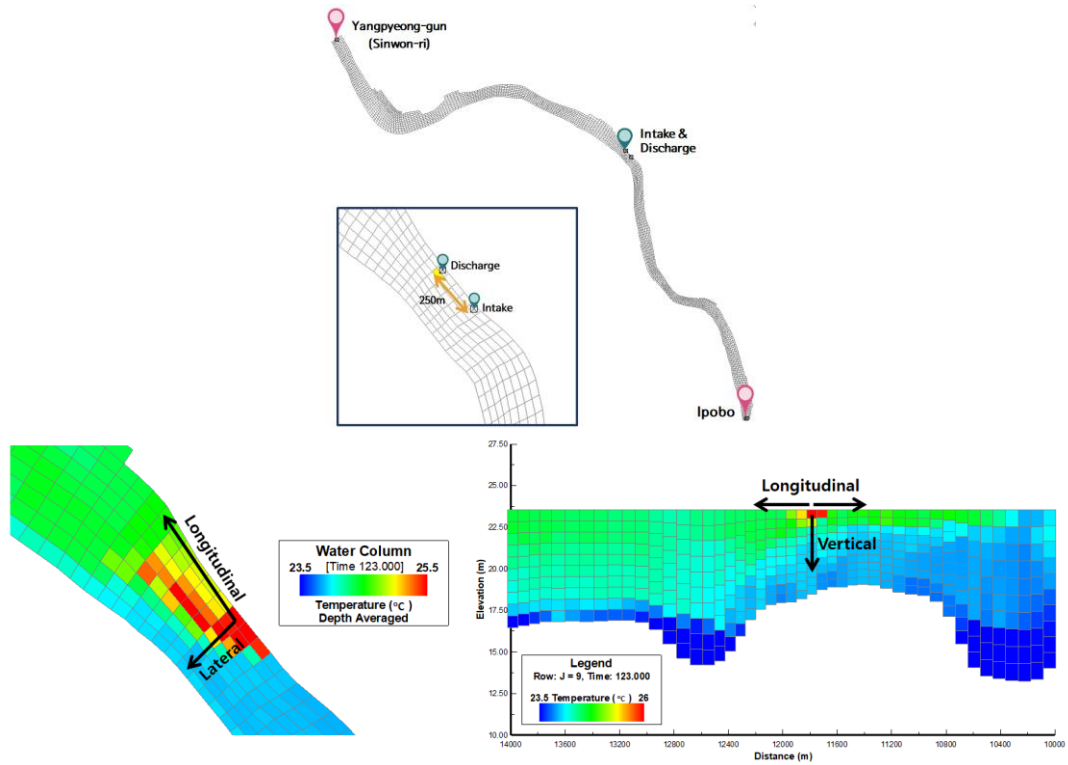 Yangpyeong-gun
(Sinwon-ri)
Intake &
Discharge
Discharge
250m
Intake
Ipobo
Longitudinal
Lateral
Water Column
[Time 123.000]
23.5 25.5
Temperature (°C)
Depth Averaged
27.50
25.00
22.50
20.00
17.50
15.00
12.50
10.00
Elevation (m)
Longitudinal
Vertical
Legend
Row: J = 9, Time: 123.000
23.5 Temperature (°C) 26
14000 13600 13200 12800 12400 12000 11600 11200 10800 10400 10000
Distance (m)